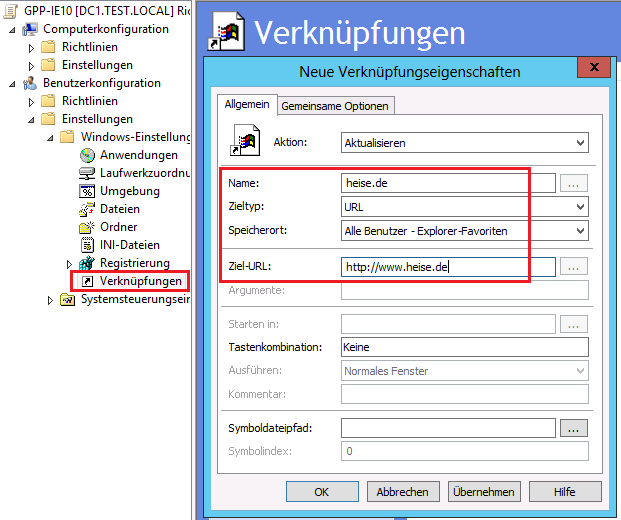 GPP-IE10 [DC1.TEST.LOCAL] Ric
Computerkonfiguration
Richtlinien
Einstellungen
Benutzerkonfiguration
Richtlinien
Einstellungen
Windows-Einstellung
Anwendungen
Laufwerkzuordnu
Umgebung
Dateien
Ordner
INI-Dateien
Registrierung
Verknüpfungen
Systemsteuerungsein
Verknüpfungen
Neue Verknüpfungseigenschaften
x
Allgemein
Gemeinsame Optionen
Aktion: Aktualisieren
Name: heise.de ...
Zieltyp: URL
Speicherort: Alle Benutzer - Explorer-Favoriten
Ziel-URL: http://www.heise.de ...
Argumente:
Starten in: ...
Tastenkombination: Keine
Ausführen: Normales Fenster
Kommentar:
Symboldateipfad: ...
Symbolindex: 0
OK Abbrechen Übernehmen Hilfe